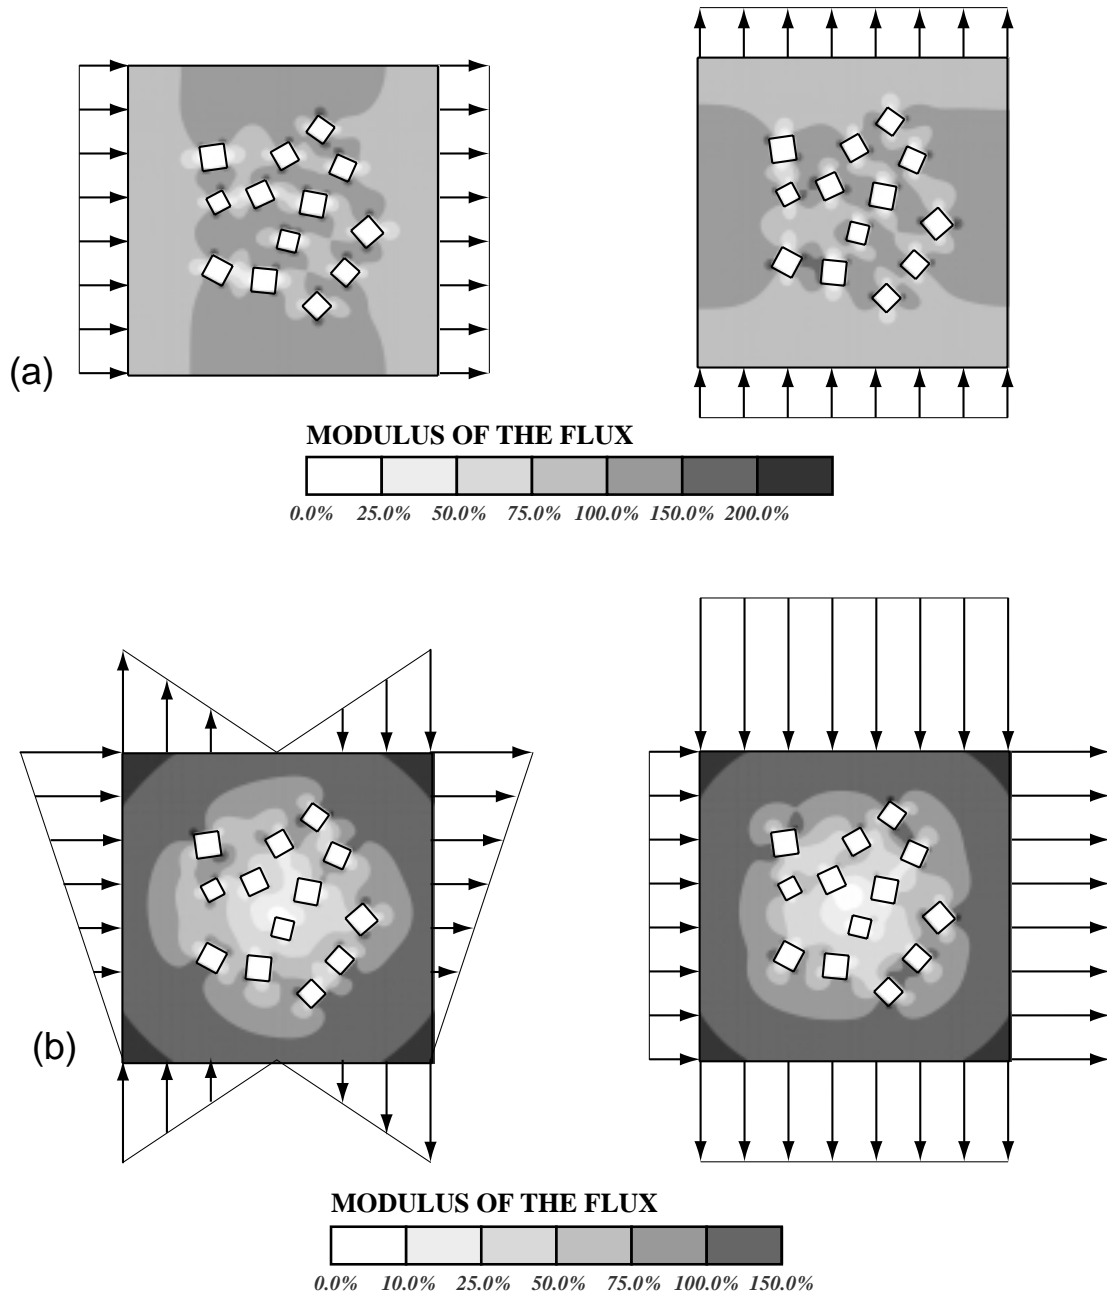 (a)
MODULUS OF THE FLUX
0.0% 25.0% 50.0% 75.0% 100.0% 150.0% 200.0%
(b)
MODULUS OF THE FLUX
0.0% 10.0% 25.0% 50.0% 75.0% 100.0% 150.0%